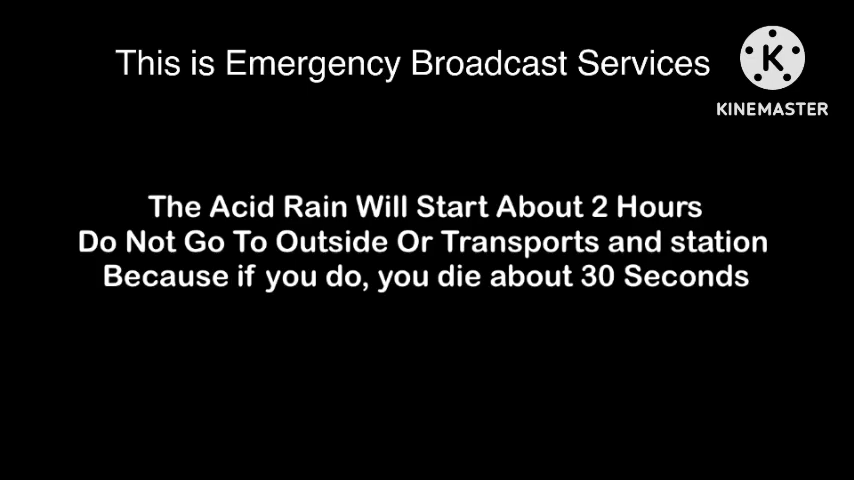 This is Emergency Broadcast Services
K
KINEMASTER
The Acid Rain Will Start About 2 Hours
Do Not Go To Outside Or Transports and station
Because if you do, you die about 30 Seconds